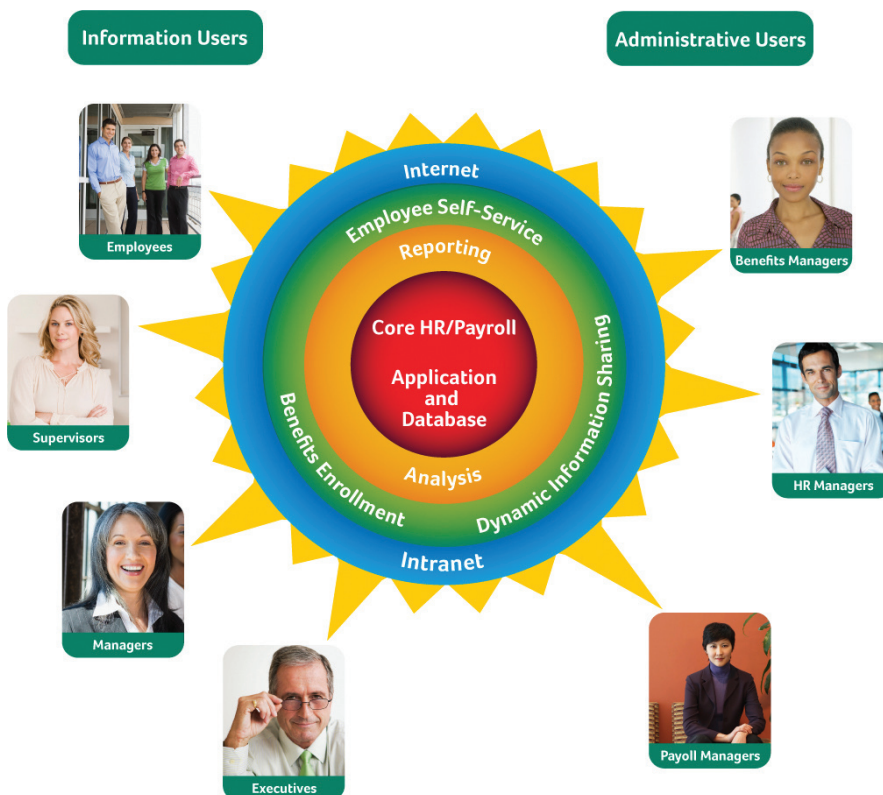 Information Users
Administrative Users
Employees
Supervisors
Managers
Executives
Benefits Managers
HR Managers
Payoll Managers
Internet
Employee Self-Service
Reporting
Core HR/Payroll
Application
and
Database
Analysis
Benefits Enrollment
Dynamic Information Sharing
Intranet